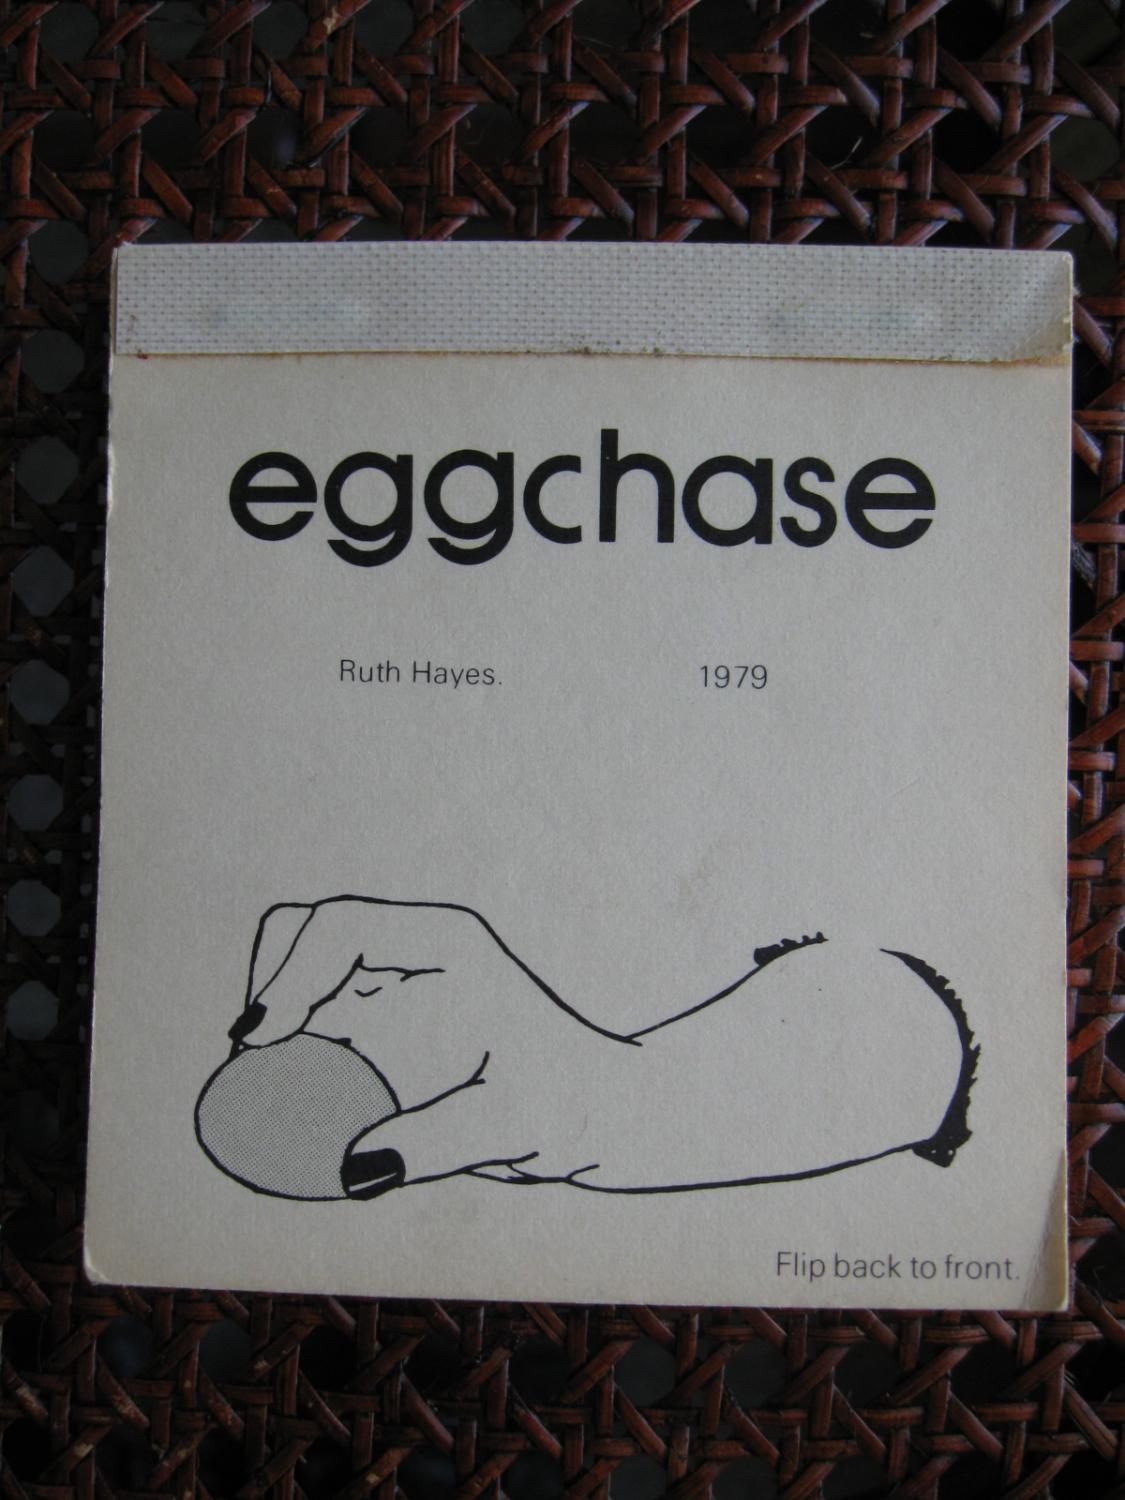 eggchase
Ruth Hayes. 1979
Flip back to front.